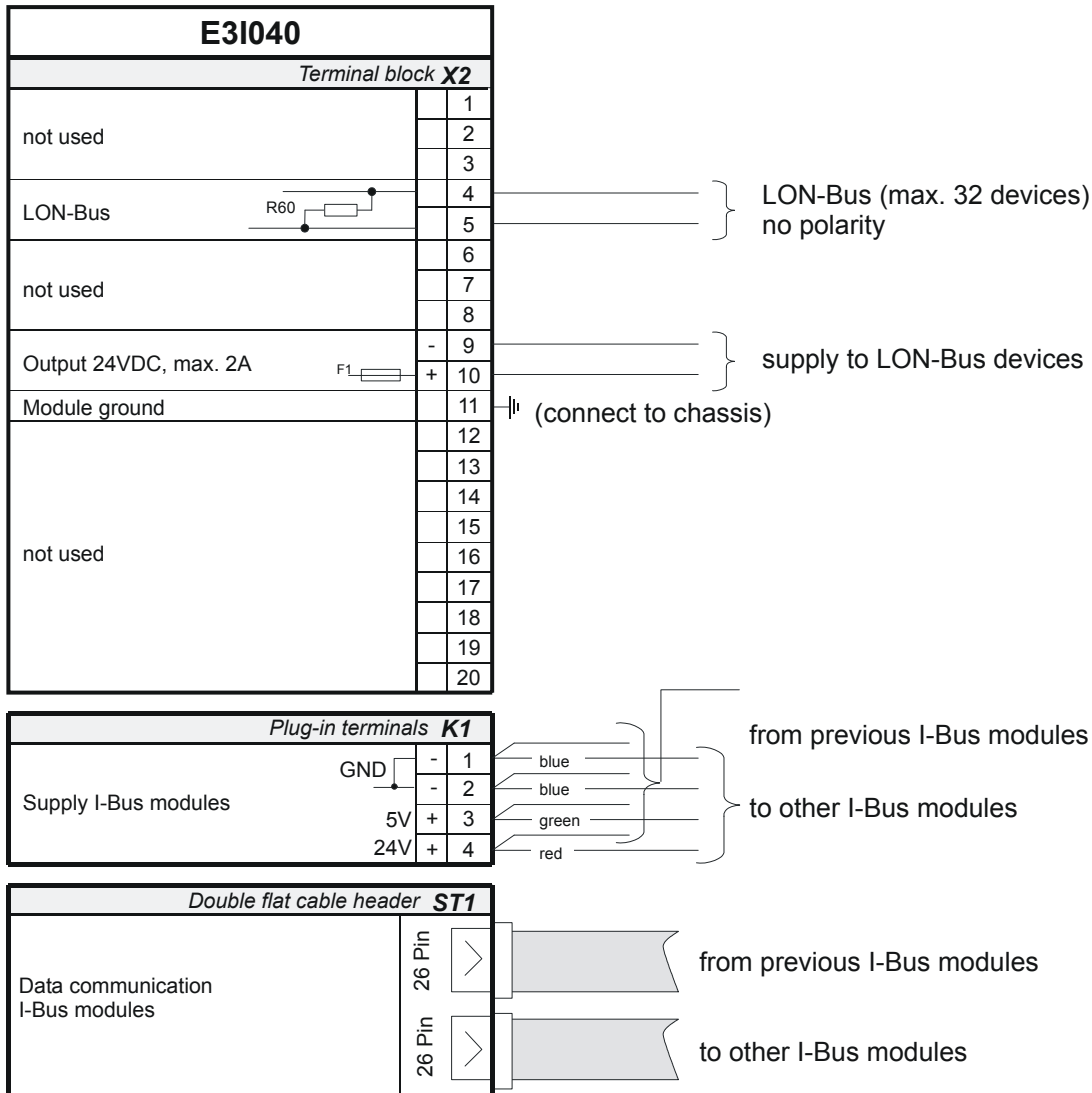 E3I040
Terminal block X2
1
not used
2
3
LON-Bus
R60
4
5
LON-Bus (max. 32 devices)
no polarity
6
not used
7
8
Output 24VDC, max. 2A
F1
- 9
+ 10
supply to LON-Bus devices
Module ground
11
(connect to chassis)
12
13
14
15
not used
16
17
18
19
20
Plug-in terminals K1
Supply I-Bus modules
GND
- 1 blue
- 2 blue
5V + 3 green
24V + 4 red
from previous I-Bus modules
to other I-Bus modules
Double flat cable header ST1
Data communication
I-Bus modules
26 Pin
from previous I-Bus modules
26 Pin
to other I-Bus modules